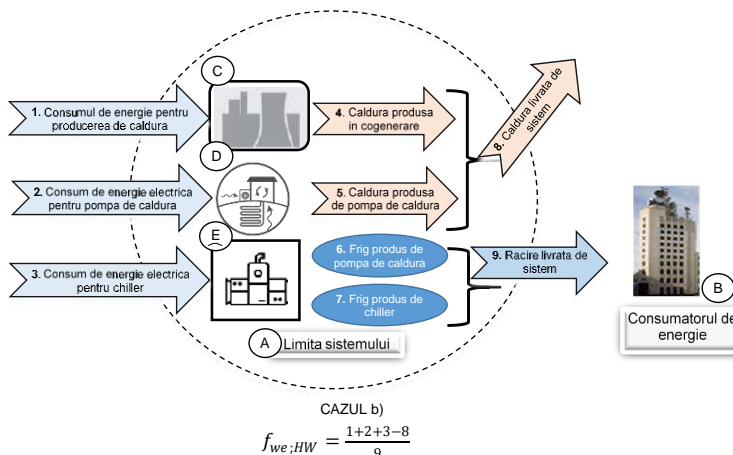 C
1. Consumul de energie pentru
producerea de caldura
4. Caldura produsa
in cogenerare
8. Caldura livrata de
sistem
D
2. Consum de energie electrica
pentru pompa de caldura
5. Caldura produsa
de pompa de caldura
E
3. Consum de energie electrica
pentru chiller
6. Frig produs de
pompa de caldura
7. Frig produs de
chiller
9. Racire livrata de
sistem
B
Consumatorul de
energie
A
Limita sistemului
CAZUL b)
f_{we;HW} = \frac{1+2+3−8}{9}